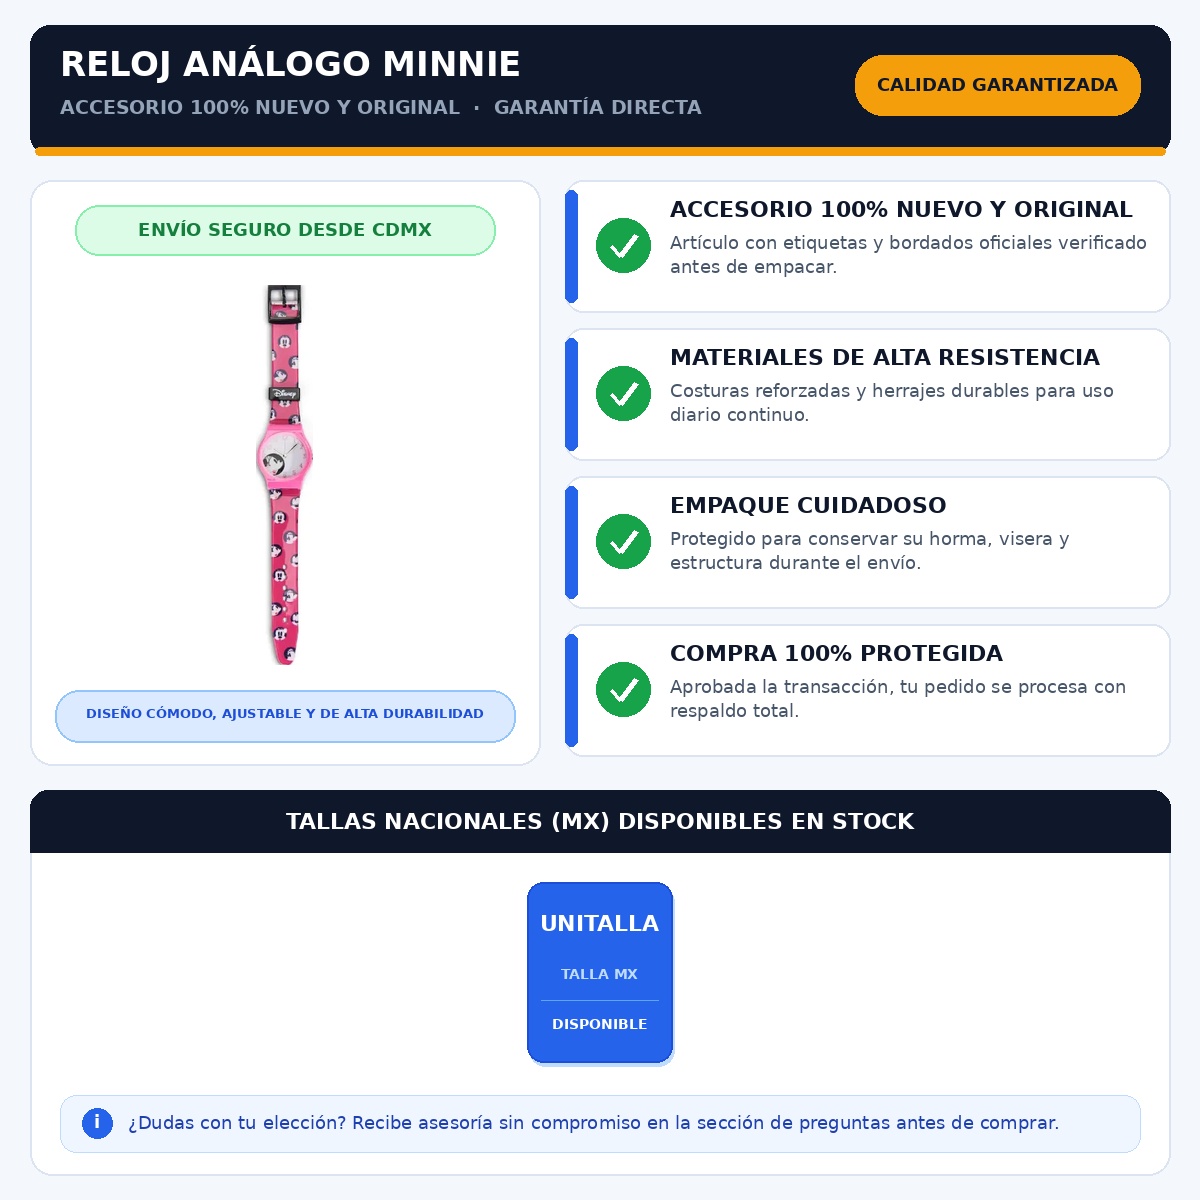 RELOJ ANÁLOGO MINNIE
ACCESORIO 100% NUEVO Y ORIGINAL · GARANTÍA DIRECTA
CALIDAD GARANTIZADA
ENVÍO SEGURO DESDE CDMX
Disney
DISEÑO CÓMODO, AJUSTABLE Y DE ALTA DURABILIDAD
ACCESORIO 100% NUEVO Y ORIGINAL
Artículo con etiquetas y bordados oficiales verificado
antes de empacar.
MATERIALES DE ALTA RESISTENCIA
Costuras reforzadas y herrajes durables para uso
diario continuo.
EMPAQUE CUIDADOSO
Protegido para conservar su horma, visera y
estructura durante el envío.
COMPRA 100% PROTEGIDA
Aprobada la transacción, tu pedido se procesa con
respaldo total.
TALLAS NACIONALES (MX) DISPONIBLES EN STOCK
UNITALLA
TALLA MX
DISPONIBLE
i ¿Dudas con tu elección? Recibe asesoría sin compromiso en la sección de preguntas antes de comprar.